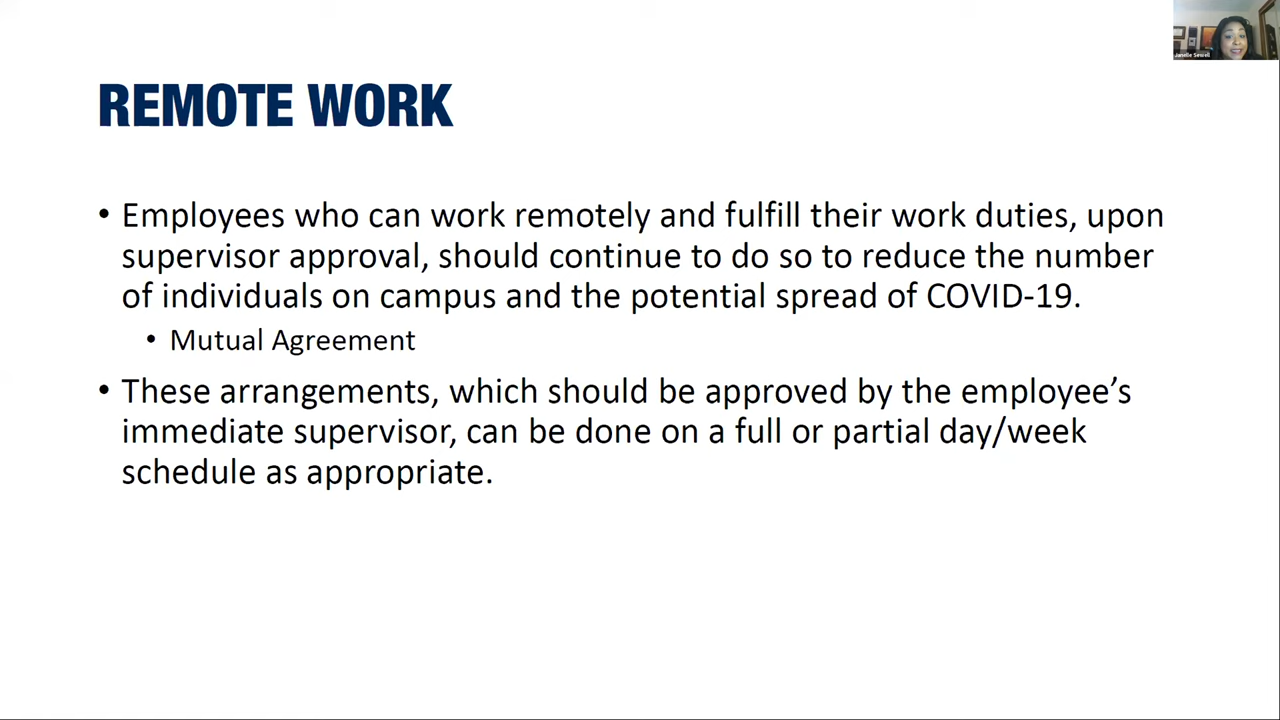 Janelle Sewell
REMOTE WORK
• Employees who can work remotely and fulfill their work duties, upon
supervisor approval, should continue to do so to reduce the number
of individuals on campus and the potential spread of COVID-19.
• Mutual Agreement
• These arrangements, which should be approved by the employee’s
immediate supervisor, can be done on a full or partial day/week
schedule as appropriate.